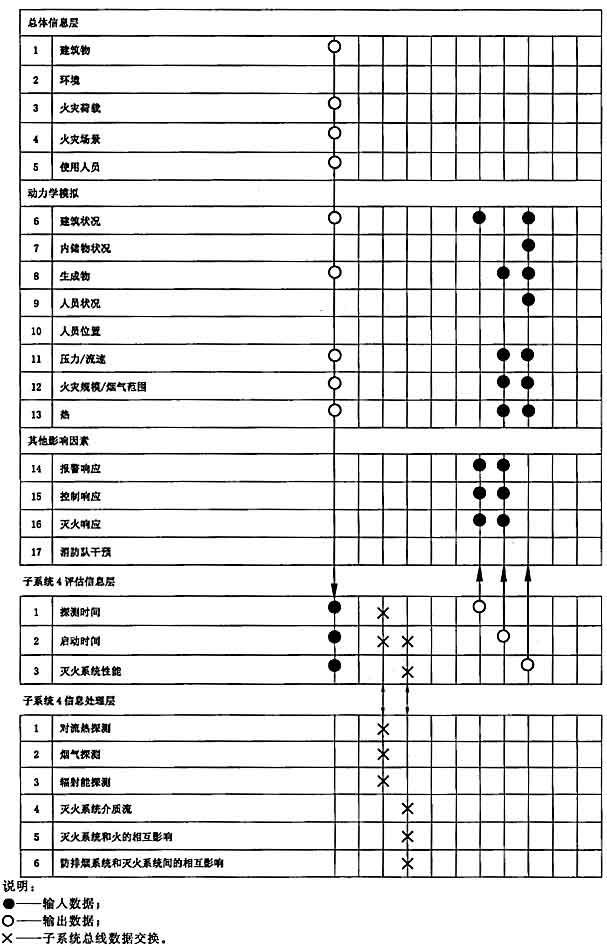 总体信息层
1 建筑物
2 环境
3 火灾荷载
4 火灾场景
5 使用人员
动力学模拟
6 建筑状况
7 内储物状况
8 生成物
9 人员状况
10 人员位置
11 压力/流速
12 火灾规模/烟气范围
13 热
其他影响因素
14 报警响应
15 控制响应
16 灭火响应
17 消防队干预
子系统4评估信息层
1 探测时间
2 启动时间
3 灭火系统性能
子系统4信息处理层
1 对流热探测
2 烟气探测
3 辐射能探测
4 灭火系统介质流
5 灭火系统和火的相互影响
6 防排烟系统和灭火系统间的相互影响
说明：
●——输人数据；
○——输出数据；
×——子系统总线数据交换。